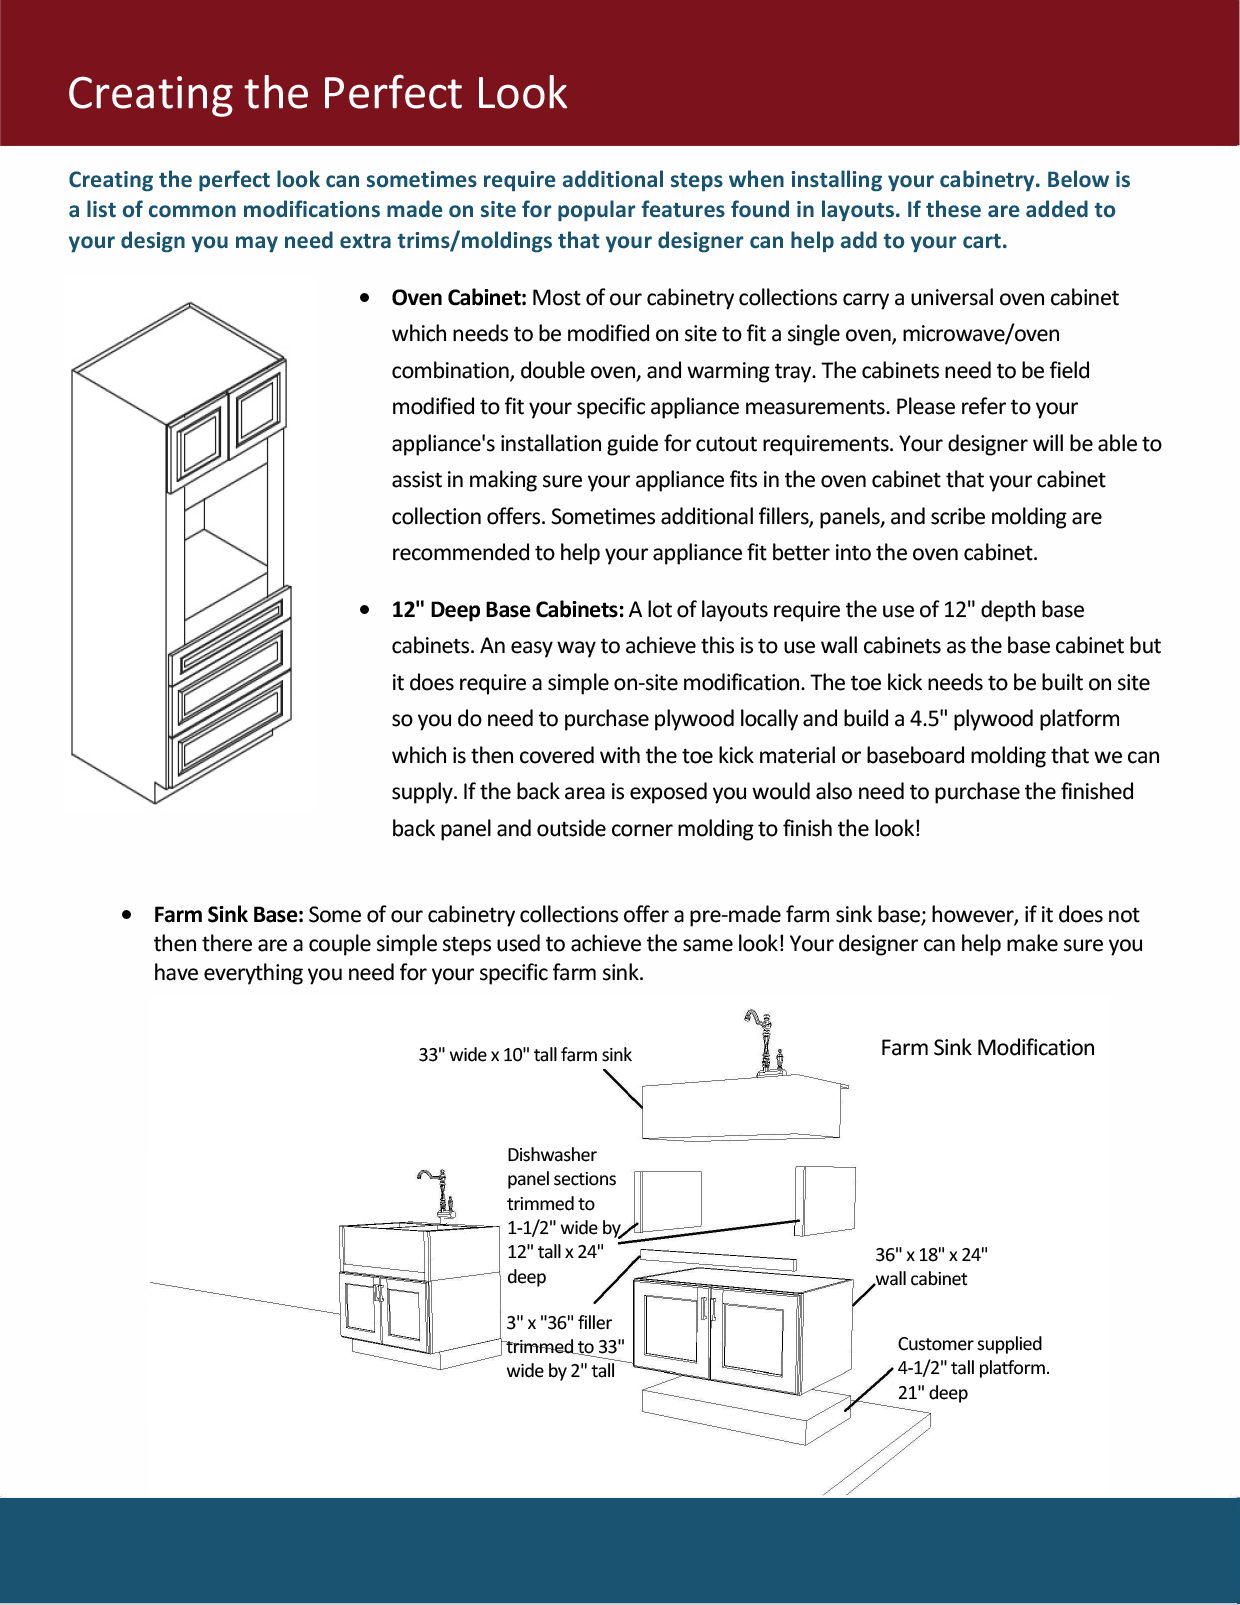 Creating the Perfect Look
Creating the perfect look can sometimes require additional steps when installing your cabinetry. Below is
a list of common modifications made on site for popular features found in layouts. If these are added to
your design you may need extra trims/moldings that your designer can help add to your cart.
• Oven Cabinet: Most of our cabinetry collections carry a universal oven cabinet
which needs to be modified on site to fit a single oven, microwave/oven
combination, double oven, and warming tray. The cabinets need to be field
modified to fit your specific appliance measurements. Please refer to your
appliance's installation guide for cutout requirements. Your designer will be able to
assist in making sure your appliance fits in the oven cabinet that your cabinet
collection offers. Sometimes additional fillers, panels, and scribe molding are
recommended to help your appliance fit better into the oven cabinet.
• 12" Deep Base Cabinets: A lot of layouts require the use of 12" depth base
cabinets. An easy way to achieve this is to use wall cabinets as the base cabinet but
it does require a simple on-site modification. The toe kick needs to be built on site
so you do need to purchase plywood locally and build a 4.5" plywood platform
which is then covered with the toe kick material or baseboard molding that we can
supply. If the back area is exposed you would also need to purchase the finished
back panel and outside corner molding to finish the look!
• Farm Sink Base: Some of our cabinetry collections offer a pre-made farm sink base; however, if it does not
then there are a couple simple steps used to achieve the same look! Your designer can help make sure you
have everything you need for your specific farm sink.
Farm Sink Modification
33" wide x 10" tall farm sink
Dishwasher
panel sections
trimmed to
1-1/2" wide by
12" tall x 24"
deep
36" x 18" x 24"
wall cabinet
3" x "36" filler
trimmed to 33"
wide by 2" tall
Customer supplied
4-1/2" tall platform.
21" deep